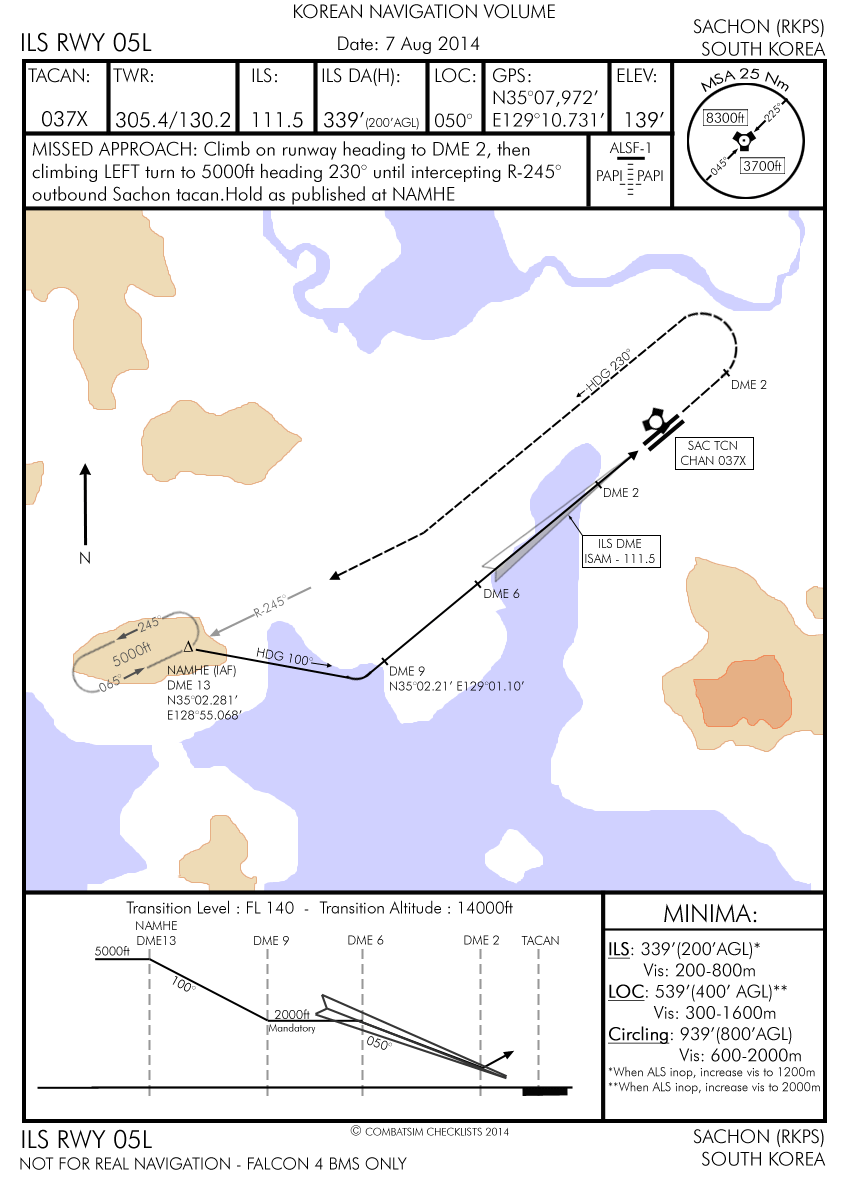 KOREAN NAVIGATION VOLUME
ILS RWY 05L
Date: 7 Aug 2014
SACHON (RKPS)
SOUTH KOREA
TACAN:
037X
TWR:
305.4/130.2
ILS:
111.5
ILS DA(H):
339'(200'AGL)
LOC:
050°
GPS:
N35°07,972'
E129°10.731'
ELEV:
139'
MSA 25 Nm
8300ft
225°
045°
3700ft
MISSED APPROACH: Climb on runway heading to DME 2, then
climbing LEFT turn to 5000ft heading 230° until intercepting R-245°
outbound Sachon tacan.Hold as published at NAMHE
ALSF-1
PAPI PAPI
HDG 230°
DME 2
SAC TCN
CHAN 037X
DME 2
ILS DME
ISAM - 111.5
N
DME 6
R-245°
245°
5000ft
065°
HDG 100°
NAMHE (IAF)
DME 13
N35°02.281'
E128°55.068'
DME 9
N35°02.21' E129°01.10'
Transition Level : FL 140 - Transition Altitude : 14000ft
NAMHE
DME13
DME 9
DME 6
DME 2
TACAN
5000ft
100°
2000ft
Mandatory
050°
MINIMA:
ILS: 339'(200'AGL)*
Vis: 200-800m
LOC: 539'(400' AGL)**
Vis: 300-1600m
Circling: 939'(800'AGL)
Vis: 600-2000m
*When ALS inop, increase vis to 1200m
**When ALS inop, increase vis to 2000m
ILS RWY 05L
© COMBATSIM CHECKLISTS 2014
SACHON (RKPS)
NOT FOR REAL NAVIGATION - FALCON 4 BMS ONLY
SOUTH KOREA